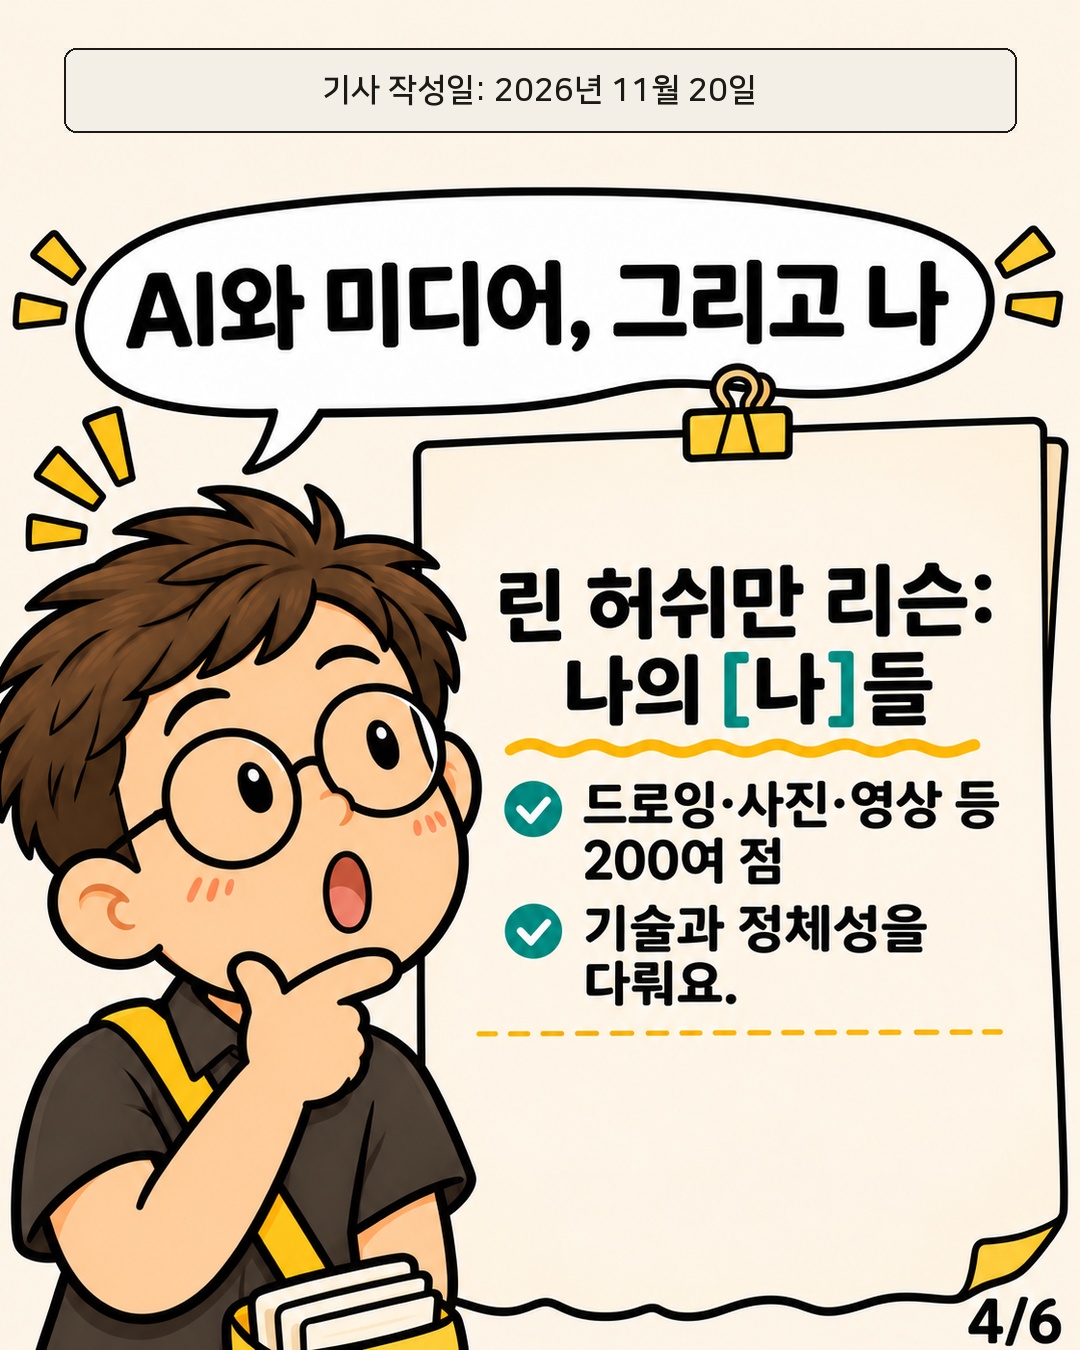 기사 작성일: 2026년 11월 20일
AI와 미디어, 그리고 나
린 허쉬만 리슨:
나의 [나]들
드로잉·사진·영상 등
200여 점
기술과 정체성을
다뤄요.
4/6